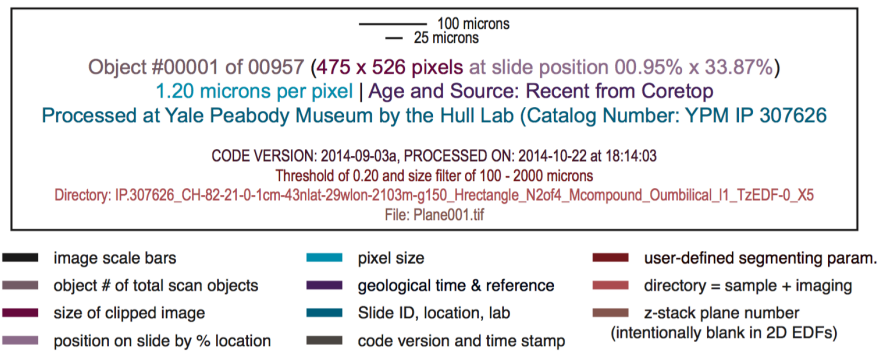 100 microns
25 microns
Object #00001 of 00957 (475 x 526 pixels at slide position 00.95% x 33.87%)
1.20 microns per pixel | Age and Source: Recent from Coretop
Processed at Yale Peabody Museum by the Hull Lab (Catalog Number: YPM IP 307626
CODE VERSION: 2014-09-03a, PROCESSED ON: 2014-10-22 at 18:14:03
Threshold of 0.20 and size filter of 100 - 2000 microns
Directory: IP.307626_CH-82-21-0-1cm-43nlat-29wlon-2103m-g150_Hrectangle_N2of4_Mcompound_Oumbilical_I1_TzEDF-0_X5
File: Plane001.tif
image scale bars
object # of total scan objects
size of clipped image
position on slide by % location
pixel size
geological time & reference
Slide ID, location, lab
code version and time stamp
user-defined segmenting param.
directory = sample + imaging
z-stack plane number
(intentionally blank in 2D EDFs)